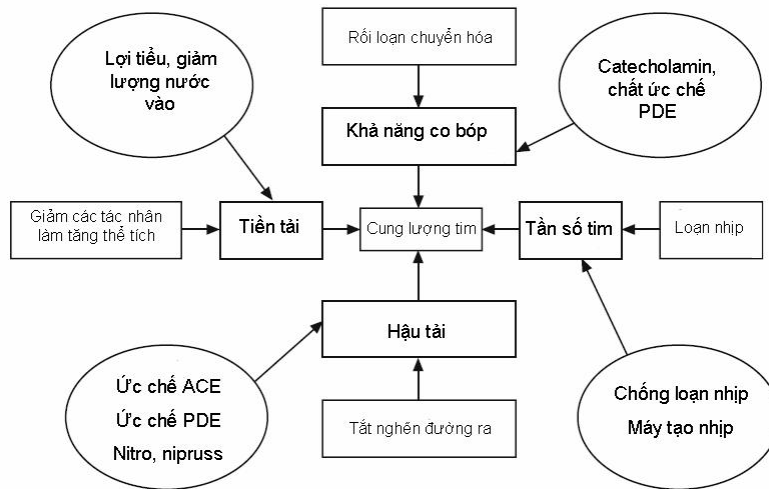 Lợi tiểu, giảm
lượng nước
vào
Rối loạn chuyển hóa
Catecholamin,
chất ức chế
PDE
Khả năng co bóp
Giảm các tác nhân
làm tăng thể tích
Tiền tải
Cung lượng tim
Tần số tim
Loạn nhịp
Hậu tải
Ức chế ACE
Ức chế PDE
Nitro, nipruss
Tắt nghẽn đường ra
Chống loạn nhịp
Máy tạo nhịp